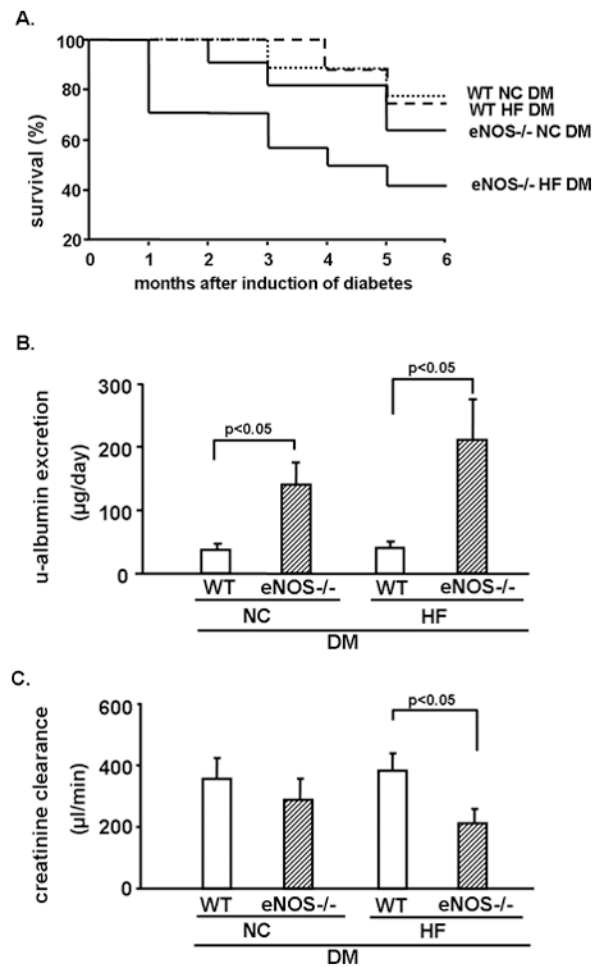 A.
100
80
60
40
20
survival (%)
0 1 2 3 4 5 6
months after induction of diabetes
WT NC DM
WT HF DM
eNOS-/- NC DM
eNOS-/- HF DM
B.
300
200
100
0
u-albumin excretion
(µg/day)
p<0.05
p<0.05
WT eNOS-/- WT eNOS-/-
NC HF
DM
C.
600
400
200
0
creatinine clearance
(µl/min)
p<0.05
WT eNOS-/- WT eNOS-/-
NC HF
DM